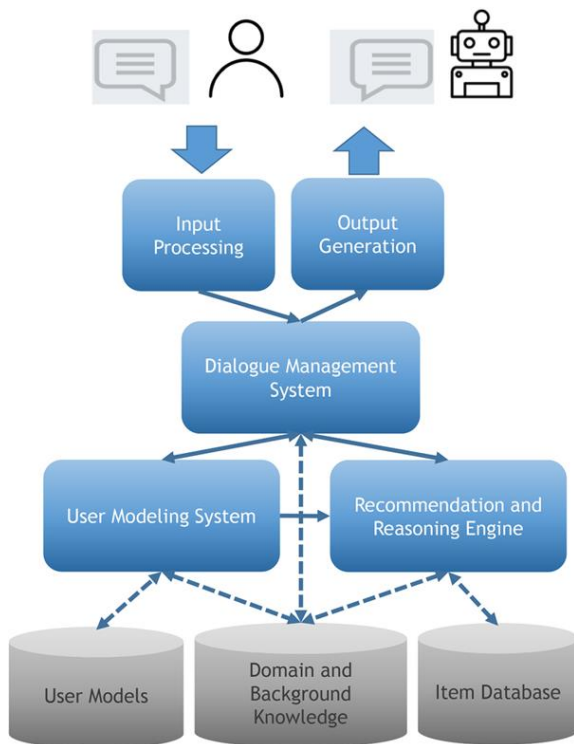 Input
Processing
Output
Generation
Dialogue Management
System
User Modeling System
Recommendation and
Reasoning Engine
User Models
Domain and
Background
Knowledge
Item Database